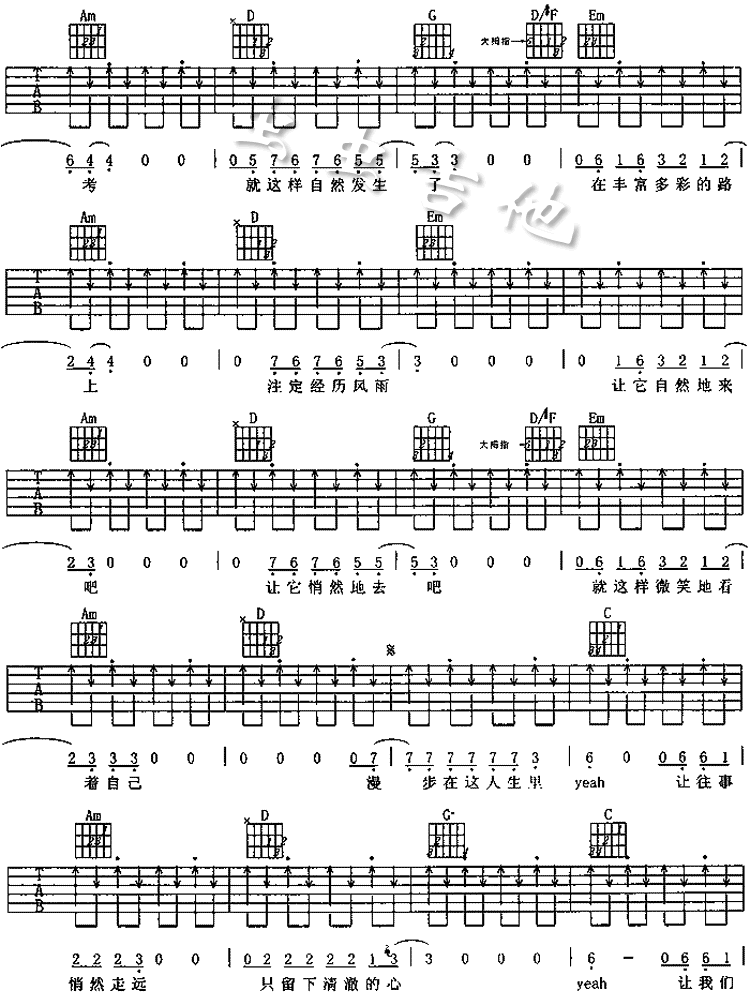 Am D G D/#F Em
大拇指
T A B
6 4 4 0 0 | 0 5 7 6 7 6 5 5 | 5 3 3 0 0 | 0 6 1 6 3 2 1 2 |
考 就这样自然发生 了 在丰富多彩的路
Am D Em
T A B
2 4 4 0 0 | 0 7 6 7 6 5 3 | 3 0 0 0 | 0 1 6 3 2 1 2 |
上 注定经历风雨 让它自然地来
Am D G D/#F Em
大拇指
T A B
2 3 0 0 0 | 0 7 6 7 6 5 5 | 5 3 0 0 0 | 0 6 1 6 3 2 1 2 |
吧 让它悄然地去 吧 就这样微笑地看
Am D C
T A B
2 3 3 3 0 0 | 0 0 0 0 7 | 7 7 7 7 7 7 3 | 6 0 0 6 6 1
着自己 漫 步在这人生里 yeah 让往事
Am D G C
T A B
2 2 2 3 0 0 | 0 2 2 2 2 2 1 3 | 3 0 0 0 | 6 - 0 6 6 1
悄然走远 只留下清澈的心 yeah 让我们